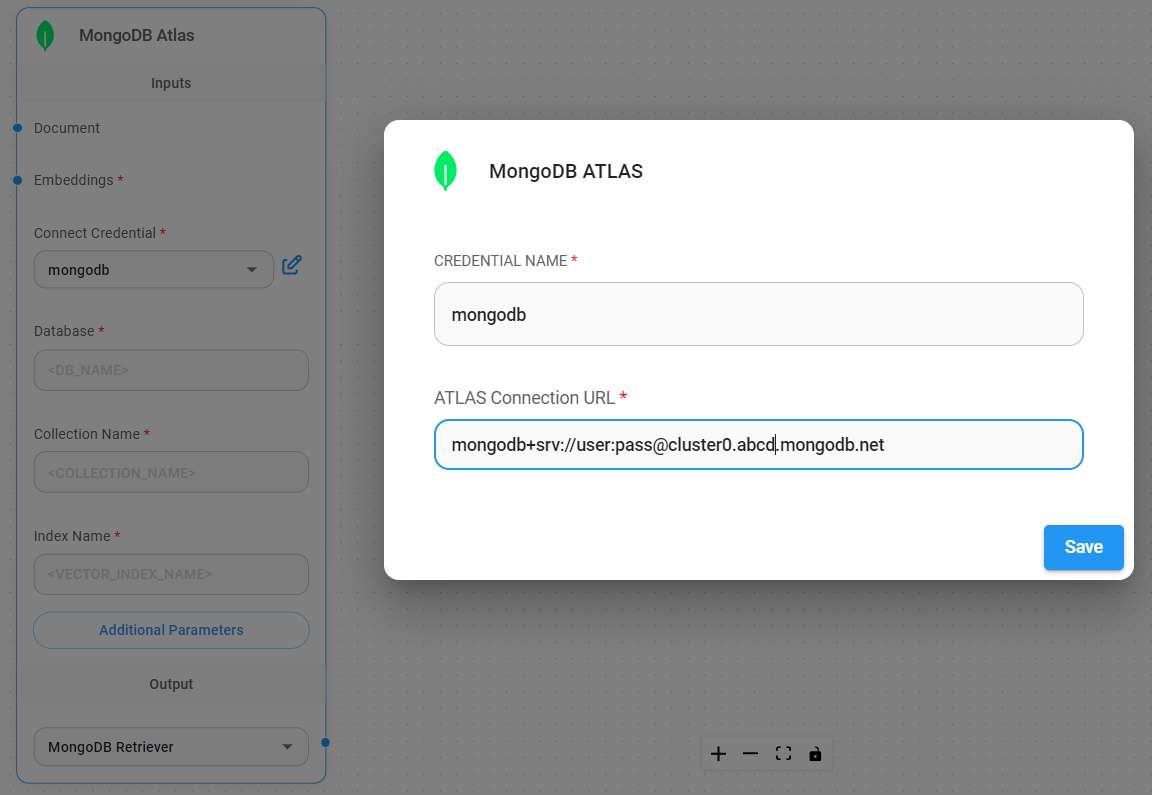 MongoDB Atlas
Inputs
Document
Embeddings *
Connect Credential *
mongodb
Database *
<DB_NAME>
Collection Name *
<COLLECTION_NAME>
Index Name *
<VECTOR_INDEX_NAME>
Additional Parameters
Output
MongoDB Retriever
MongoDB ATLAS
CREDENTIAL NAME *
mongodb
ATLAS Connection URL *
mongodb+srv://user:pass@cluster0.abcd.mongodb.net
Save